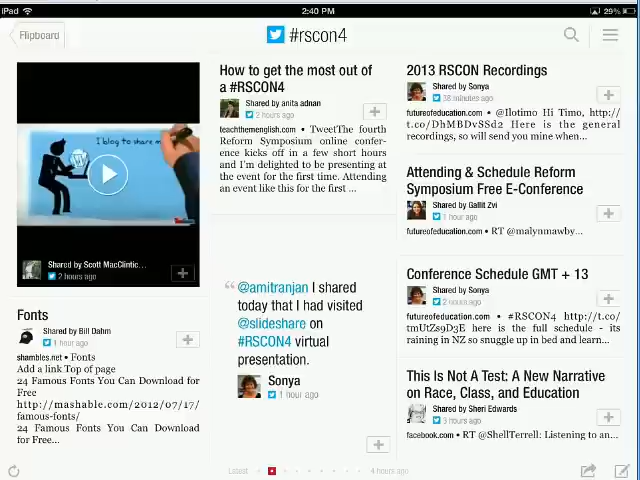 iPad
2:40 PM
29%
Flipboard
#rscon4
I blog to share m
Shared by Scott MacClintic...
2 hours ago
Fonts
Shared by Bill Dahm
1 hour ago
shambles.net • Fonts
Add a link Top of page
24 Famous Fonts You Can Download for
Free
http://mashable.com/2012/07/17/
famous-fonts/
24 Famous Fonts You Can Download
for Free...
How to get the most out of
a #RSCON4
Shared by anita adnan
2 hours ago
teachthemenglish.com • TweetThe fourth
Reform Symposium online confer-
ence kicks off in a few short hours
and I'm delighted to be presenting
at the event for the first time. Attending
an event like this for the first ...
@amitranjan I shared
today that I had visited
@slideshare on
#RSCON4 virtual
presentation.
Sonya
1 hour ago
2013 RSCON Recordings
Shared by Sonya
38 minutes ago
futureofeducation.com • @Ilotimo Hi Timo, http://
t.co/DhMBDvSSd2 Here is the general
recordings, so will send you mine when...
Attending & Schedule Reform
Symposium Free E-Conference
Shared by Gallit Zvi
1 hour ago
futureofeducation.com • RT @malynmawby...
Conference Schedule GMT + 13
Shared by Sonya
2 hours ago
futureofeducation.com • #RSCON4 http://t.co/
tmUtZs9D3E here is the full schedule - its
raining in NZ so snuggle up in bed and learn...
This Is Not A Test: A New Narrative
on Race, Class, and Education
Shared by Sheri Edwards
3 hours ago
facebook.com • RT @ShellTerrell: Listening to an...
Latest
4 hours ago